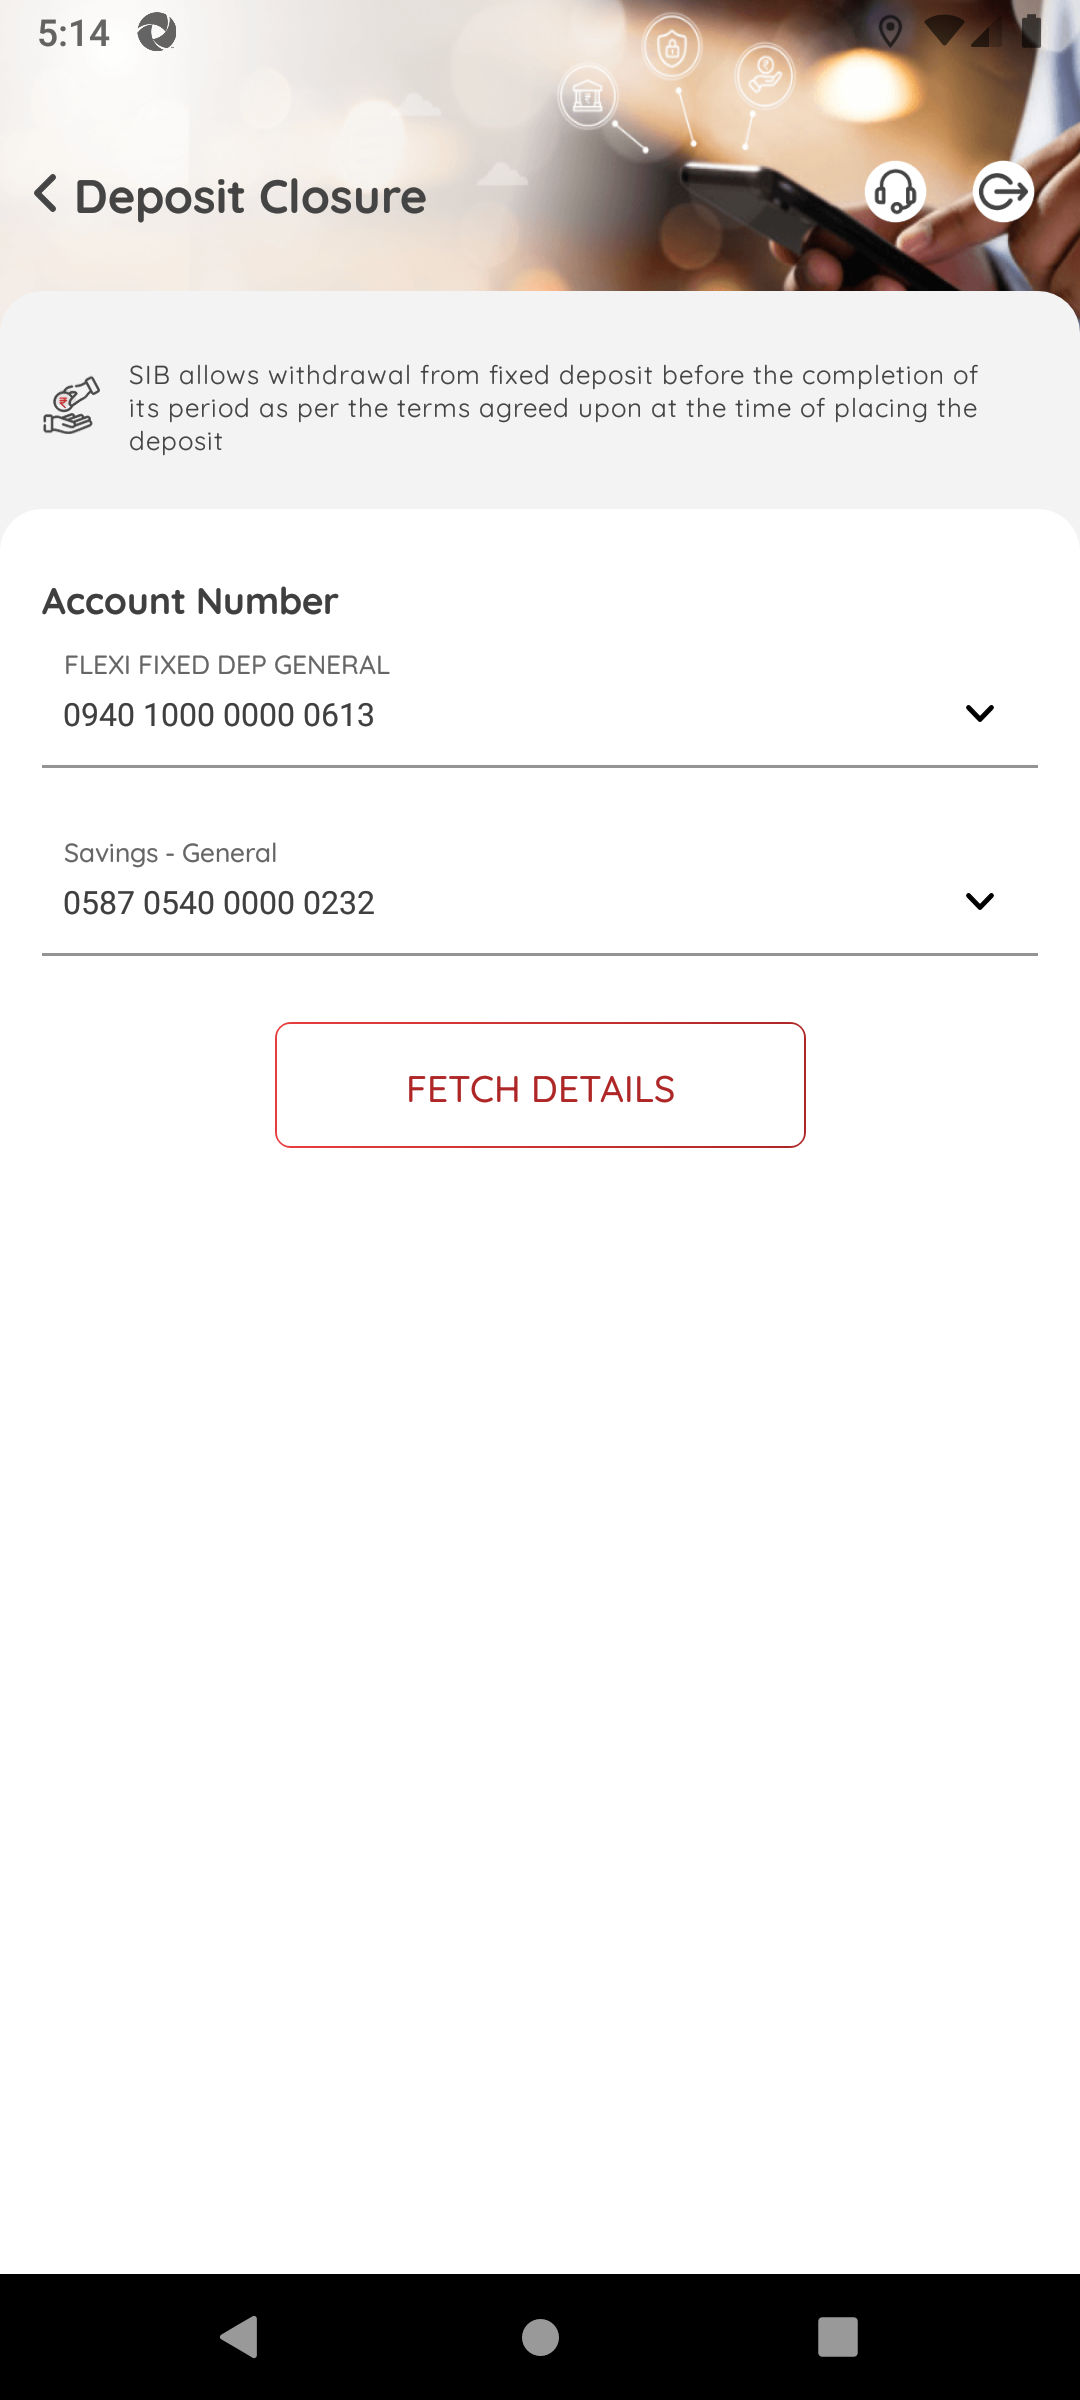 5:14
Deposit Closure
SIB allows withdrawal from fixed deposit before the completion of
its period as per the terms agreed upon at the time of placing the
deposit
Account Number
FLEXI FIXED DEP GENERAL
0940 1000 0000 0613
Savings - General
0587 0540 0000 0232
FETCH DETAILS